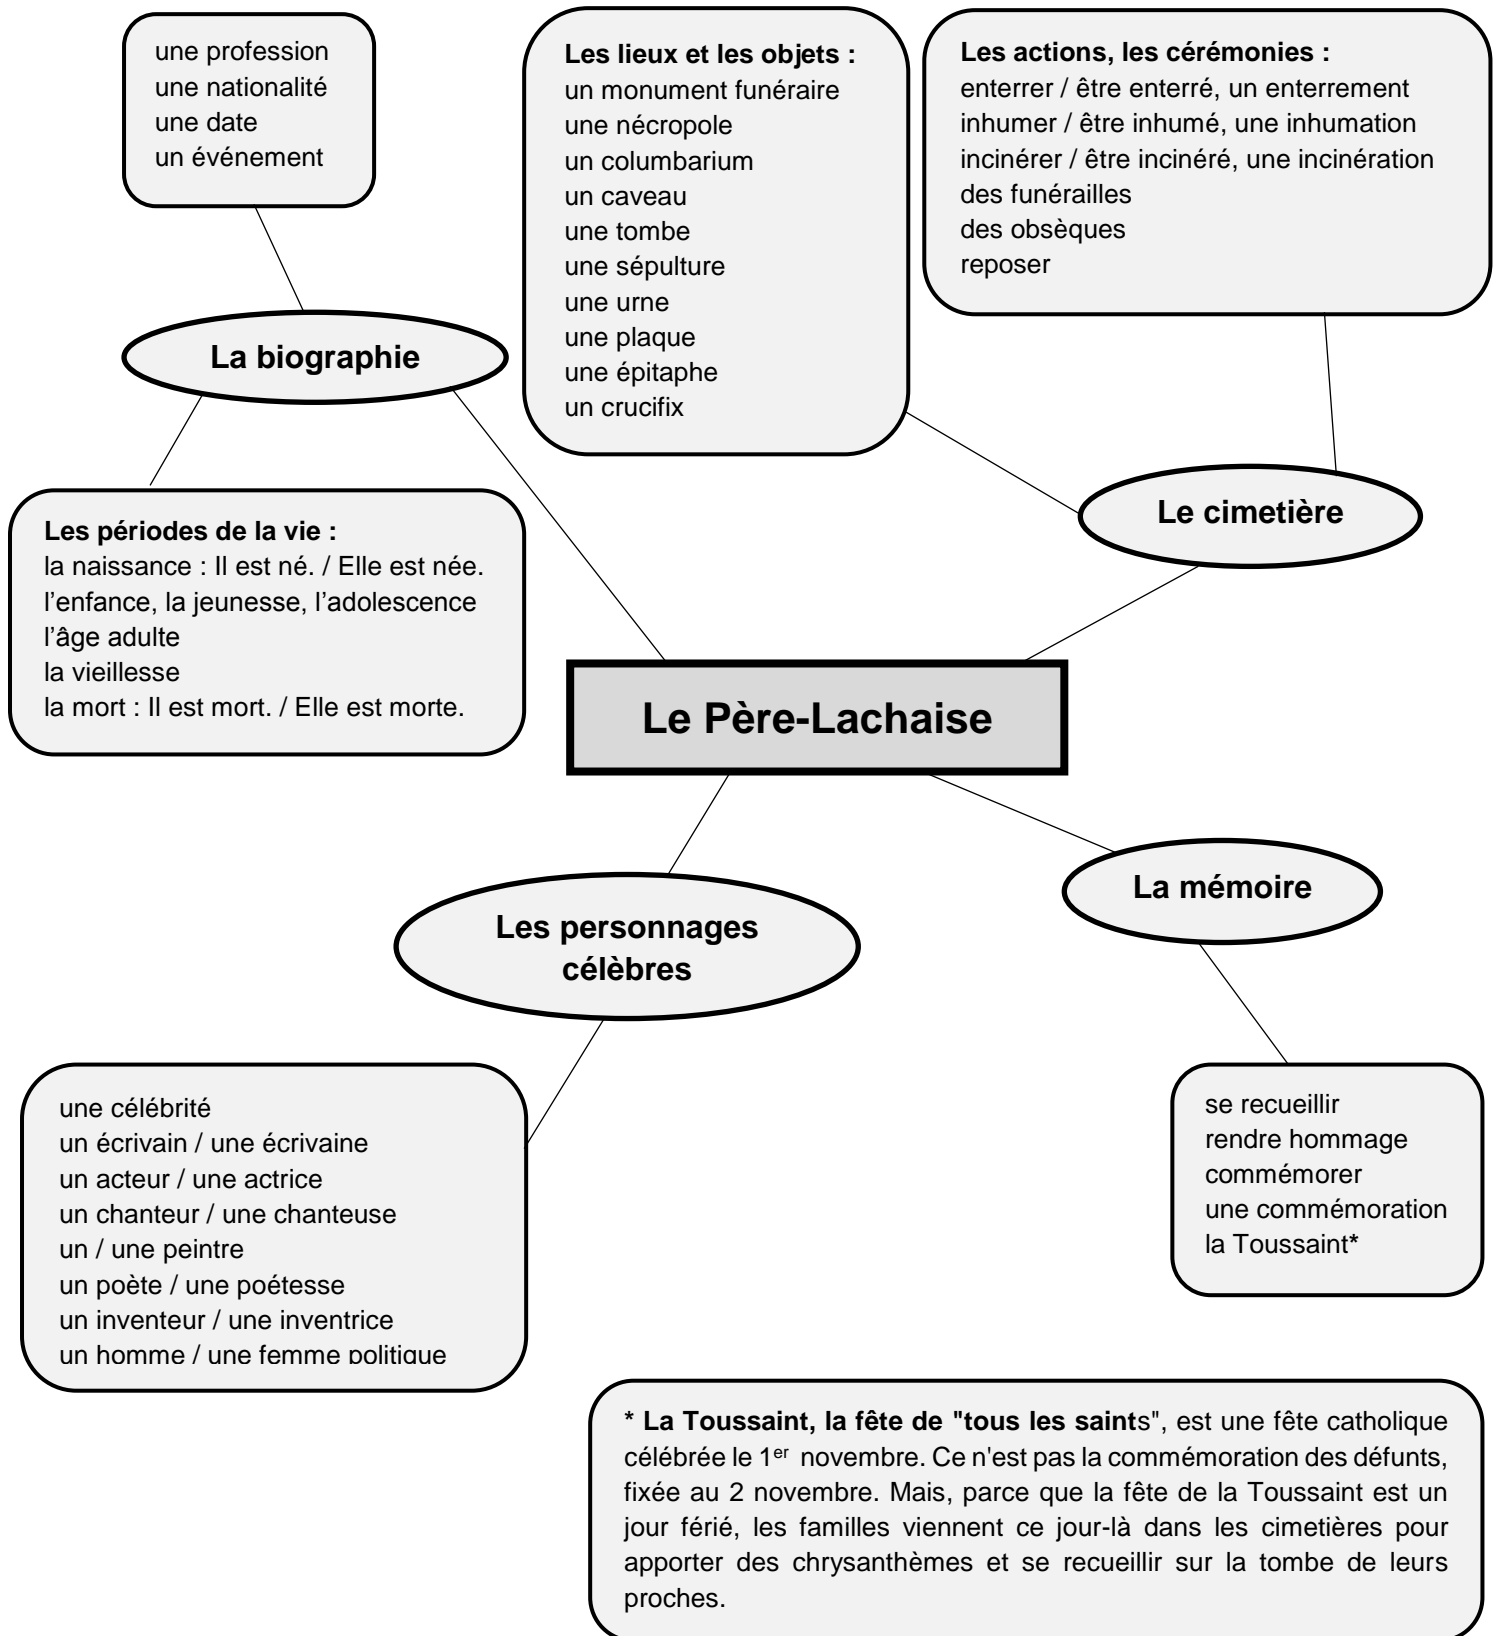 une profession
une nationalité
une date
un événement
Les lieux et les objets :
un monument funéraire
une nécropole
un columbarium
un caveau
une tombe
une sépulture
une urne
une plaque
une épitaphe
un crucifix
Les actions, les cérémonies :
enterrer / être enterré, un enterrement
inhumer / être inhumé, une inhumation
incinérer / être incinéré, une incinération
des funérailles
des obsèques
reposer
La biographie
Le cimetière
Les périodes de la vie :
la naissance : Il est né. / Elle est née.
l’enfance, la jeunesse, l’adolescence
l’âge adulte
la vieillesse
la mort : Il est mort. / Elle est morte.
Le Père-Lachaise
Les personnages
célèbres
La mémoire
une célébrité
un écrivain / une écrivaine
un acteur / une actrice
un chanteur / une chanteuse
un / une peintre
un poète / une poétesse
un inventeur / une inventrice
un homme / une femme politique
se recueillir
rendre hommage
commémorer
une commémoration
la Toussaint*
* La Toussaint, la fête de "tous les saints", est une fête catholique
célébrée le 1er novembre. Ce n'est pas la commémoration des défunts,
fixée au 2 novembre. Mais, parce que la fête de la Toussaint est un
jour férié, les familles viennent ce jour-là dans les cimetières pour
apporter des chrysanthèmes et se recueillir sur la tombe de leurs
proches.